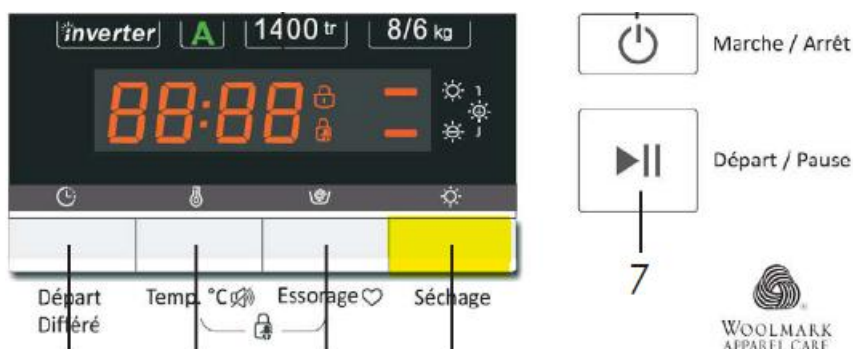 inverter A 1400 tr 8/6 kg
88:88
Marche / Arrêt
Départ / Pause
Départ Différé
Temp. °C
Essorage
Séchage
7
WOOLMARK
APPAREL CARE